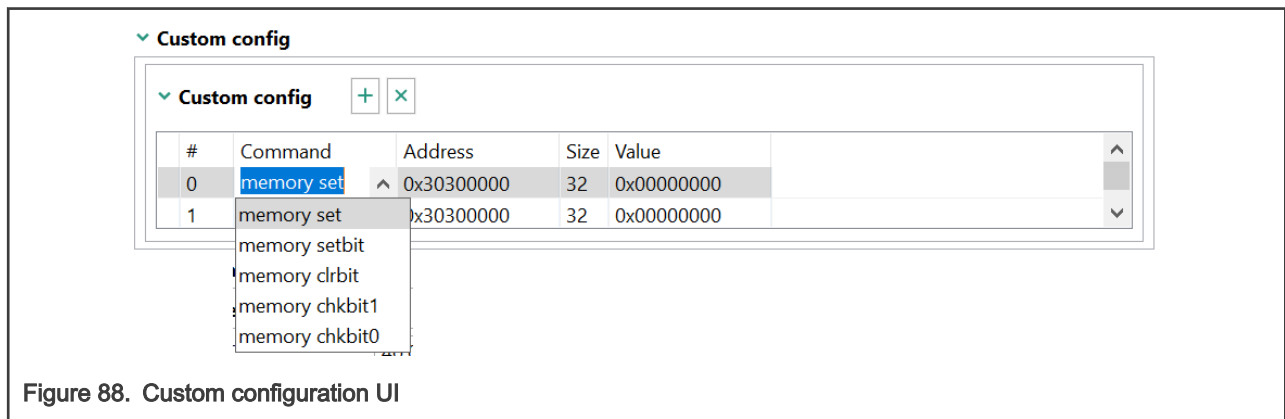 Custom config
Custom config
# Command Address Size Value
0 memory set 0x30300000 32 0x00000000
1 0x30300000 32 0x00000000
memory set
memory setbit
memory clrbit
memory chkbit1
memory chkbit0
Figure 88. Custom configuration UI